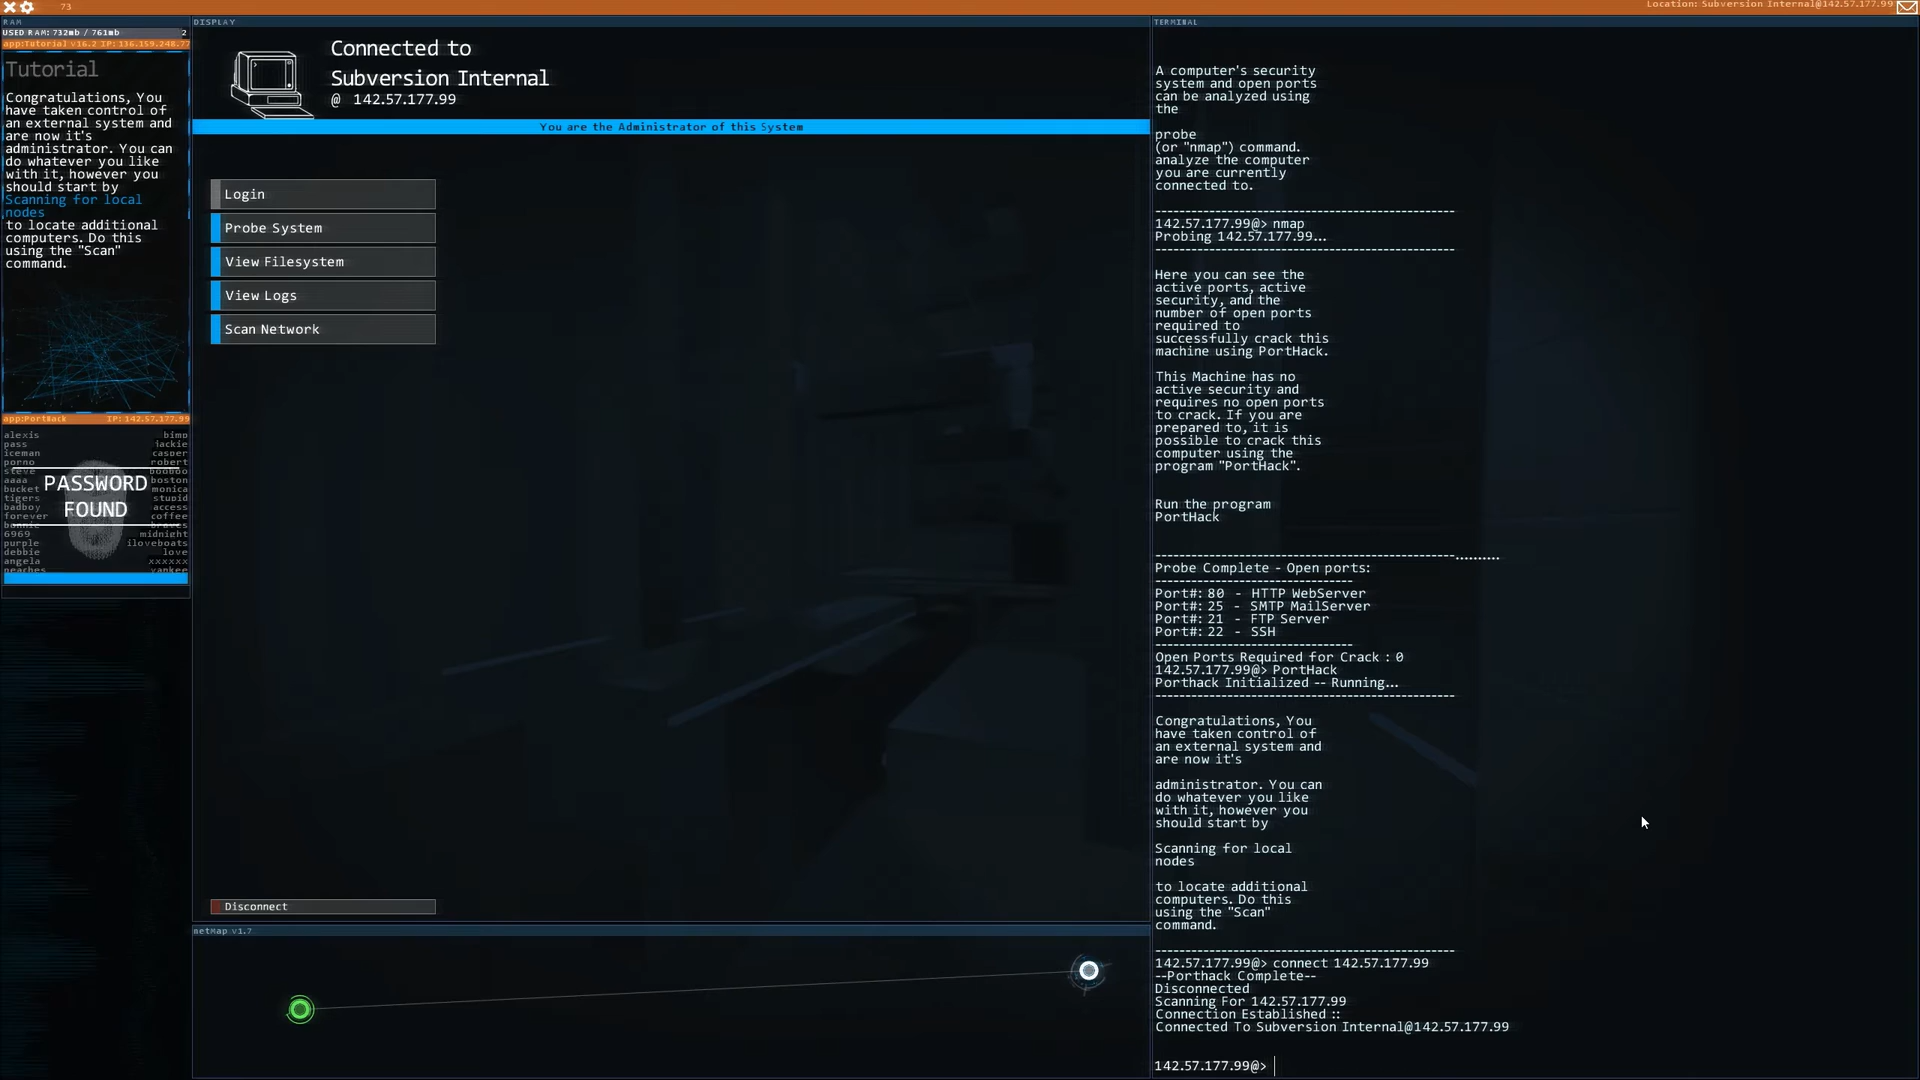 73
Location: Subversion Internal@142.57.177.99
RAM
USED RAM: 732mb / 761mb 2
app:Tutorial v16.2 IP:136.159.248.77
Tutorial
Congratulations, You
have taken control of
an external system and
are now it's
administrator. You can
do whatever you like
with it, however you
should start by
Scanning for local
nodes
to locate additional
computers. Do this
using the "Scan"
command.
app:PortHack IP:142.57.177.99
alexis bimp
pass jackie
iceman casper
porno robert
steve booboo
aaaa boston
bucket monica
tigers stupid
badboy access
forever coffee
bonnie braves
6969 midnight
purple iloveboats
debbie love
angela xxxxxx
peaches yankee
PASSWORD
FOUND
DISPLAY
Connected to
Subversion Internal
@ 142.57.177.99
You are the Administrator of this System
Login
Probe System
View Filesystem
View Logs
Scan Network
Disconnect
netMap v1.7
TERMINAL
A computer's security
system and open ports
can be analyzed using
the
probe
(or "nmap") command.
analyze the computer
you are currently
connected to.
--------------------------------------------------
142.57.177.99@> nmap
Probing 142.57.177.99...
--------------------------------------------------
Here you can see the
active ports, active
security, and the
number of open ports
required to
successfully crack this
machine using PortHack.
This Machine has no
active security and
requires no open ports
to crack. If you are
prepared to, it is
possible to crack this
computer using the
program "PortHack".
Run the program
PortHack
--------------------------------------------------..........
Probe Complete - Open ports:
---------------------------------
Port#: 80 - HTTP WebServer
Port#: 25 - SMTP MailServer
Port#: 21 - FTP Server
Port#: 22 - SSH
---------------------------------
Open Ports Required for Crack : 0
142.57.177.99@> PortHack
Porthack Initialized -- Running...
--------------------------------------------------
Congratulations, You
have taken control of
an external system and
are now it's
administrator. You can
do whatever you like
with it, however you
should start by
Scanning for local
nodes
to locate additional
computers. Do this
using the "Scan"
command.
--------------------------------------------------
142.57.177.99@> connect 142.57.177.99
--Porthack Complete--
Disconnected
Scanning For 142.57.177.99
Connection Established ::
Connected To Subversion Internal@142.57.177.99
142.57.177.99@>